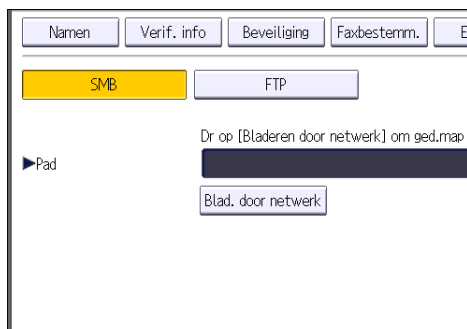 Namen Verif. info Beveiliging Faxbestemm. E
SMB FTP
Dr op [Bladeren door netwerk] om ged.map
►Pad
Blad. door netwerk